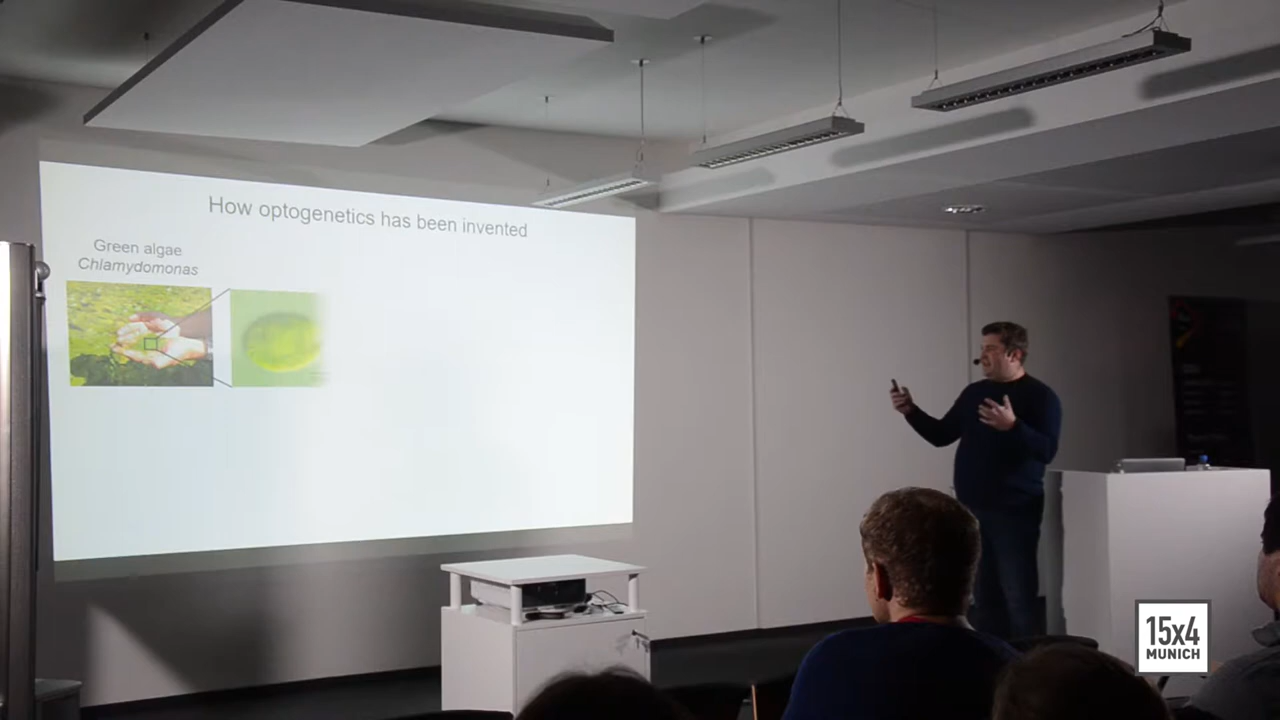 How optogenetics has been invented
Green algae
Chlamydomonas
15x4
MUNICH